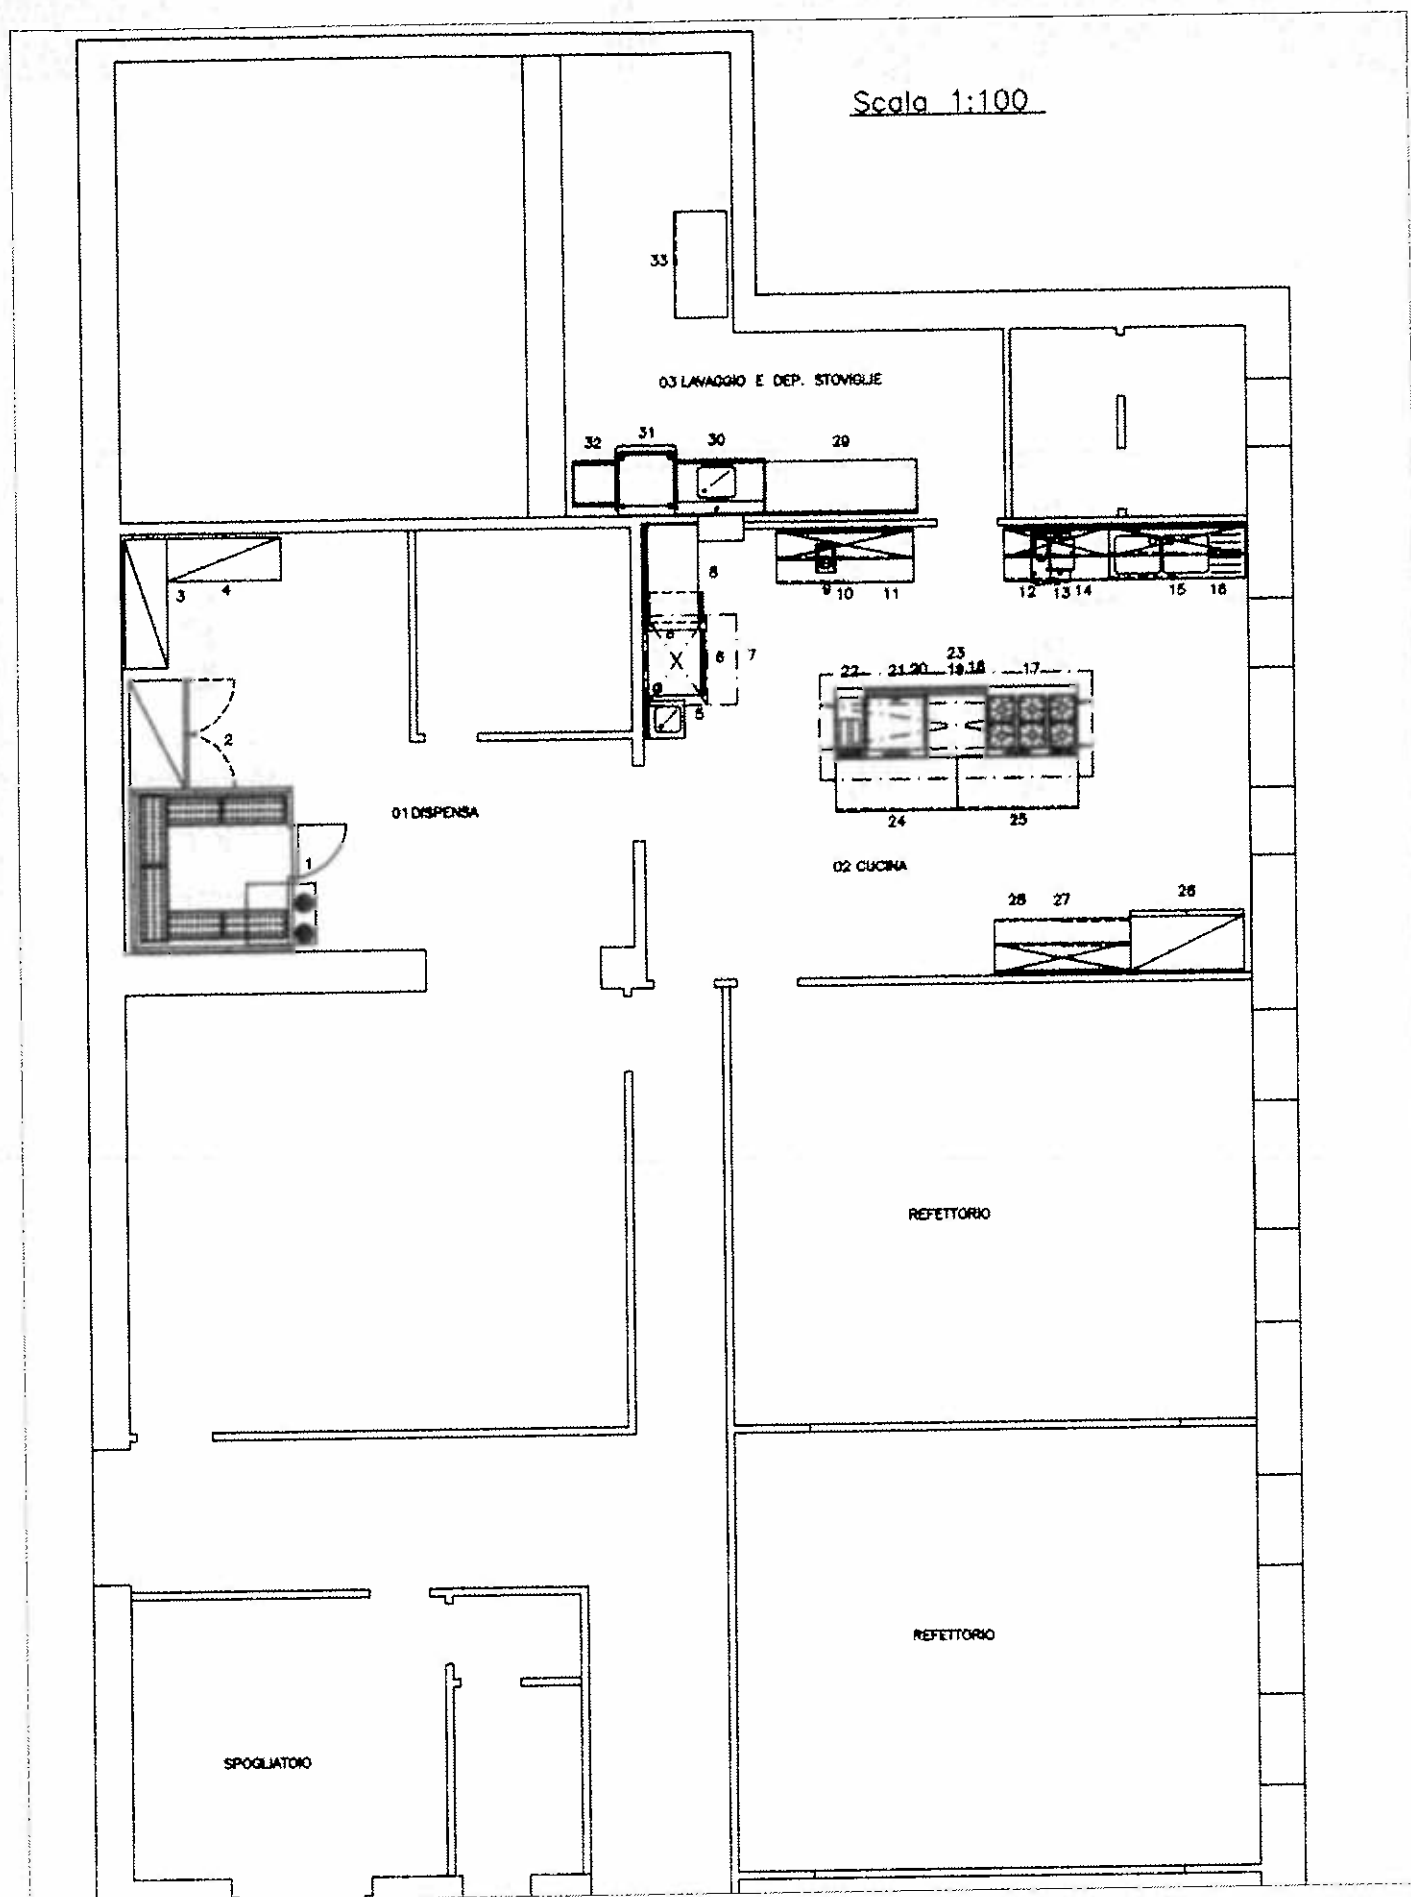 Scala 1:100
33
03 LAVAGGIO E DEP. STOVIGLIE
32 31 30 29
3 4
8
9 10 11
12 13 14 15 16
6 7
5
2
22 21 20 23 19 18 17
01 DISPENSA
24 25
1
02 CUCINA
28 27 26
REFETTORIO
REFETTORIO
SPOGLIATOIO